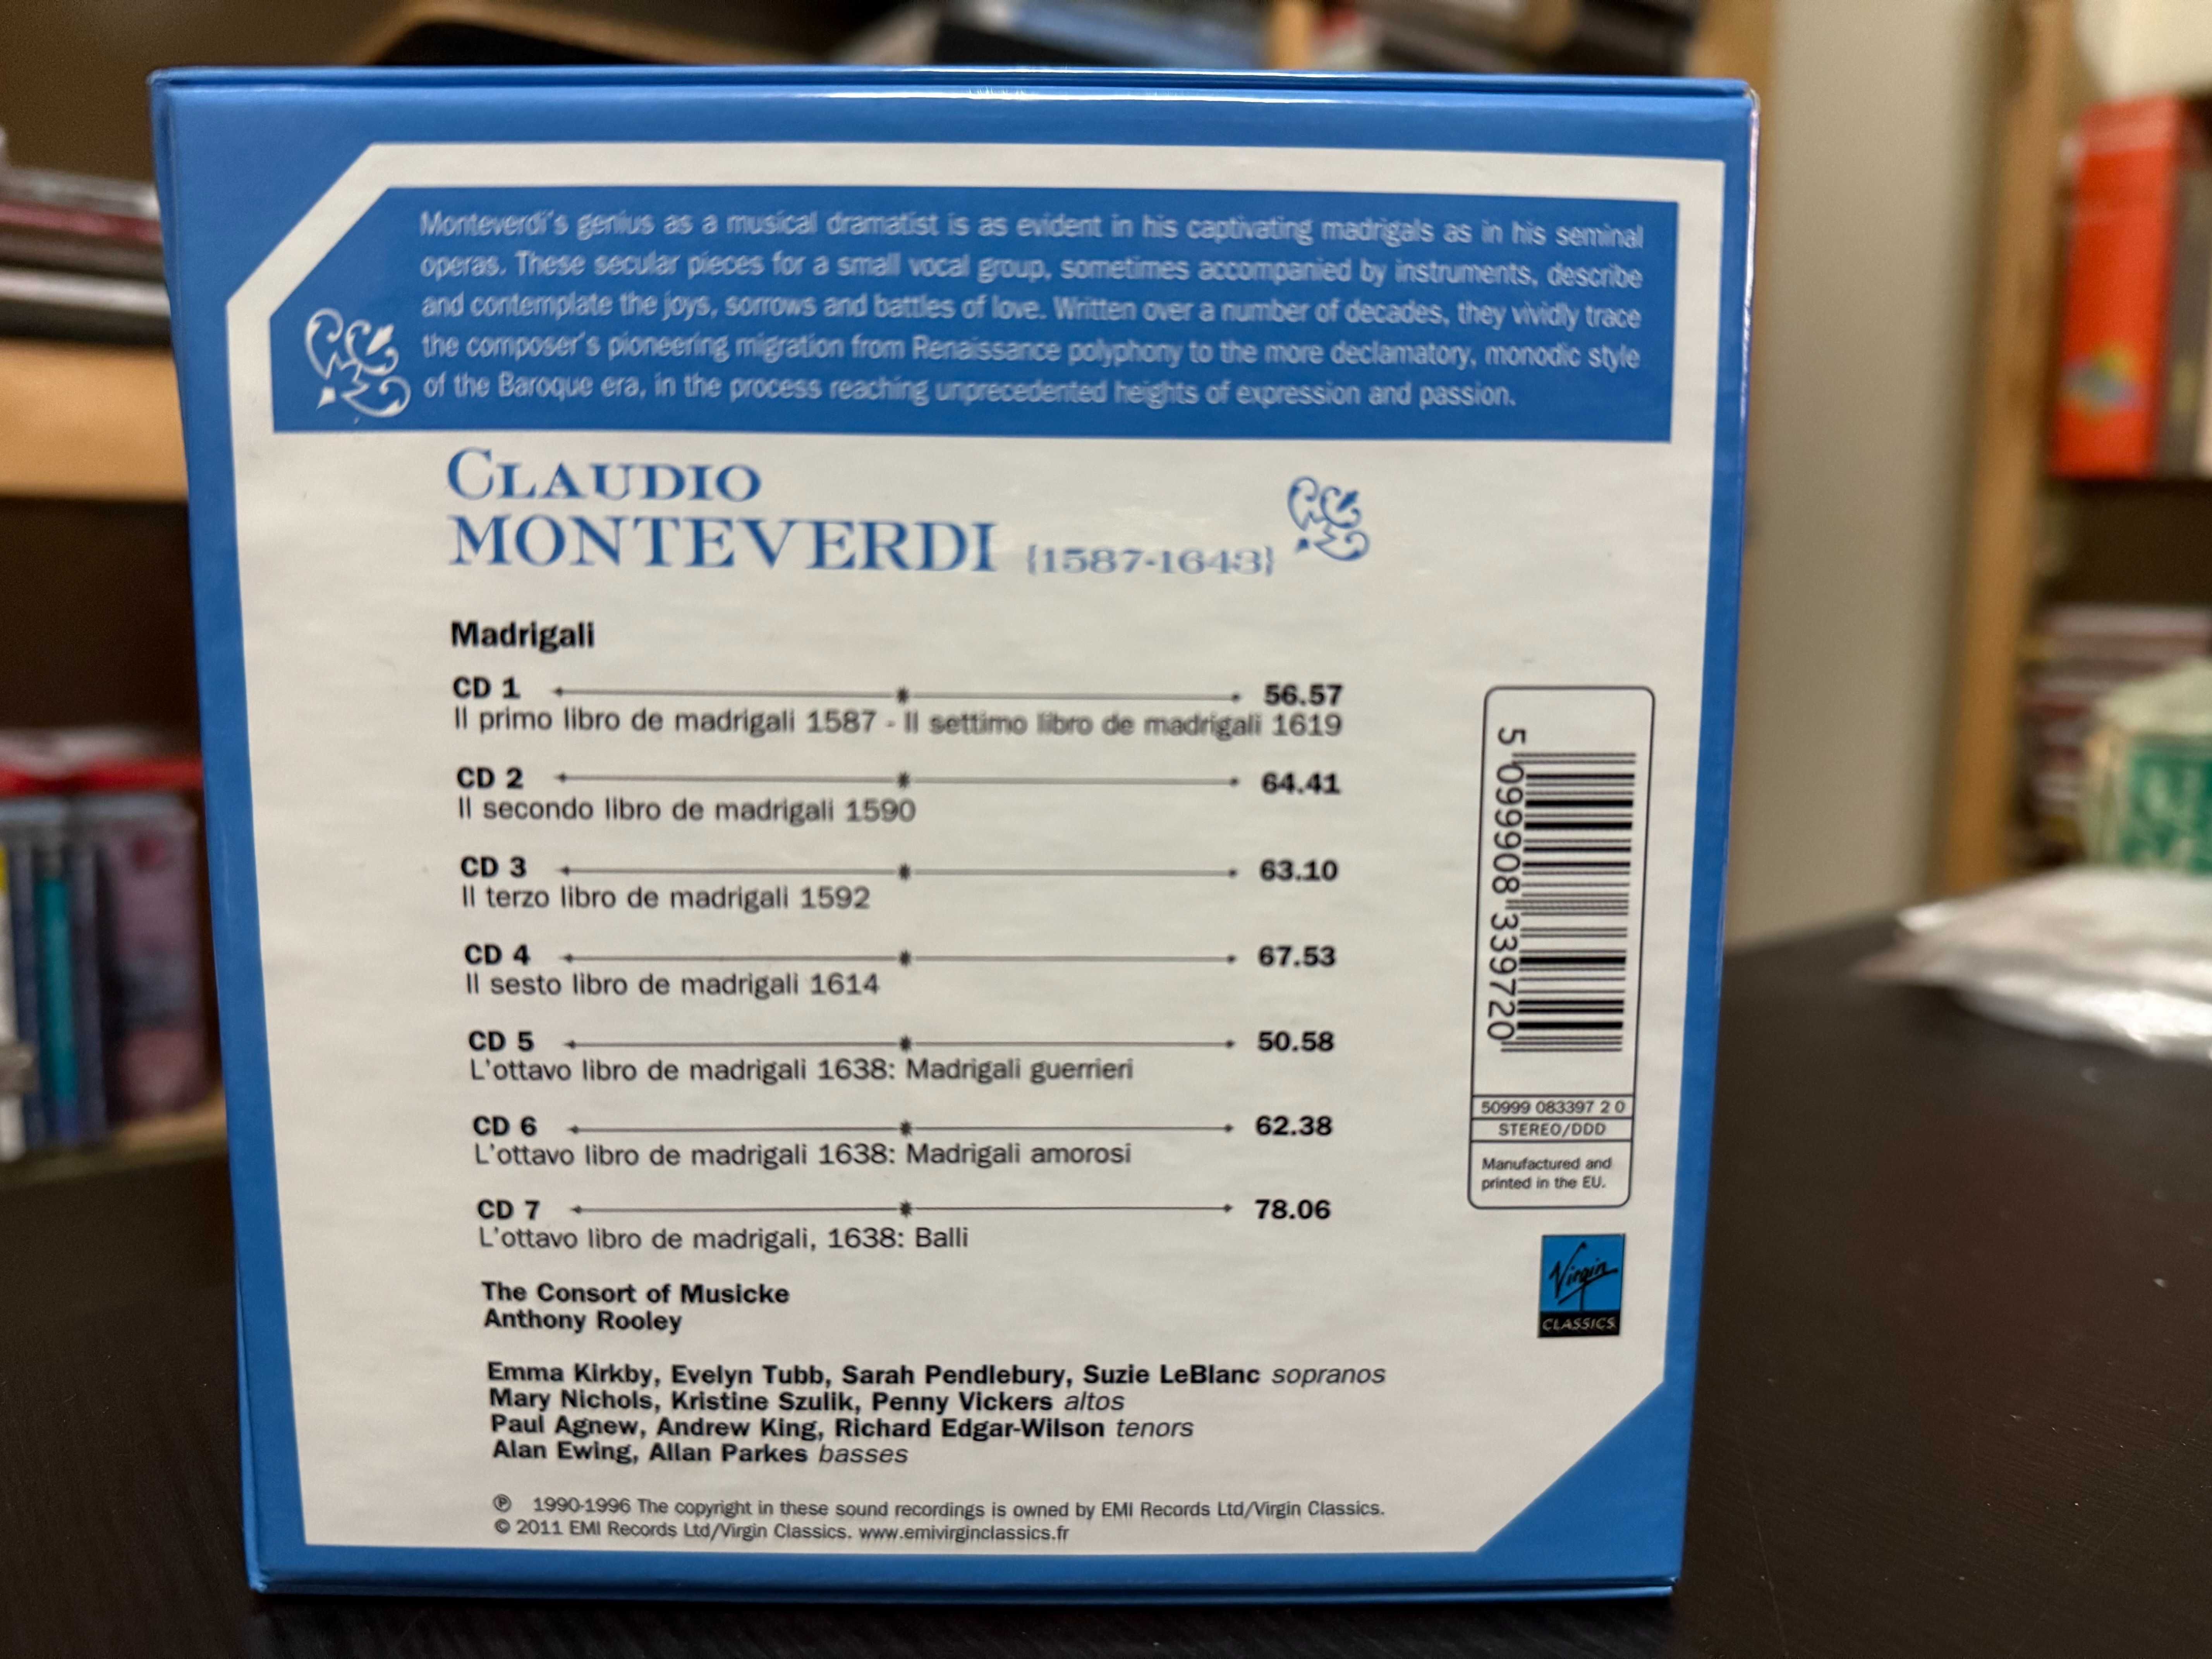 Monteverdi's genius as a musical dramatist is as evident in his captivating madrigals as in his seminal
operas. These secular pieces for a small vocal group, sometimes accompanied by instruments, describe
and contemplate the joys, sorrows and battles of love. Written over a number of decades, they vividly trace
the composer's pioneering migration from Renaissance polyphony to the more declamatory, monodic style
of the Baroque era, in the process reaching unprecedented heights of expression and passion.
CLAUDIO
MONTEVERDI {1587-1643}
Madrigali
CD 1 56.57
Il primo libro de madrigali 1587 - Il settimo libro de madrigali 1619
CD 2 64.41
Il secondo libro de madrigali 1590
CD 3 63.10
Il terzo libro de madrigali 1592
CD 4 67.53
Il sesto libro de madrigali 1614
CD 5 50.58
L'ottavo libro de madrigali 1638: Madrigali guerrieri
CD 6 62.38
L'ottavo libro de madrigali 1638: Madrigali amorosi
CD 7 78.06
L'ottavo libro de madrigali, 1638: Balli
The Consort of Musicke
Anthony Rooley
Emma Kirkby, Evelyn Tubb, Sarah Pendlebury, Suzie LeBlanc sopranos
Mary Nichols, Kristine Szulik, Penny Vickers altos
Paul Agnew, Andrew King, Richard Edgar-Wilson tenors
Alan Ewing, Allan Parkes basses
℗ 1990-1996 The copyright in these sound recordings is owned by EMI Records Ltd/Virgin Classics.
© 2011 EMI Records Ltd/Virgin Classics. www.emivirginclassics.fr
5 099908 339720
50999 083397 2 0
STEREO/DDD
Manufactured and
printed in the EU.
Virgin
CLASSICS